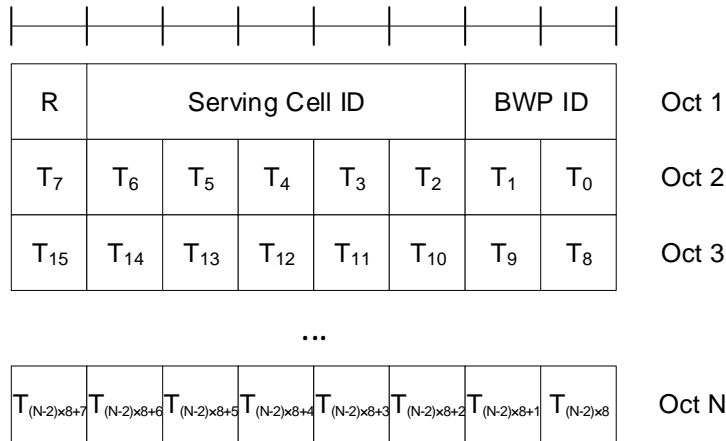 R Serving Cell ID BWP ID Oct 1
T₇ T₆ T₅ T₄ T₃ T₂ T₁ T₀ Oct 2
T₁₅ T₁₄ T₁₃ T₁₂ T₁₁ T₁₀ T₉ T₈ Oct 3
...
T₍N-2₎×8+7 T₍N-2₎×8+6 T₍N-2₎×8+5 T₍N-2₎×8+4 T₍N-2₎×8+3 T₍N-2₎×8+2 T₍N-2₎×8+1 T₍N-2₎×8 Oct N